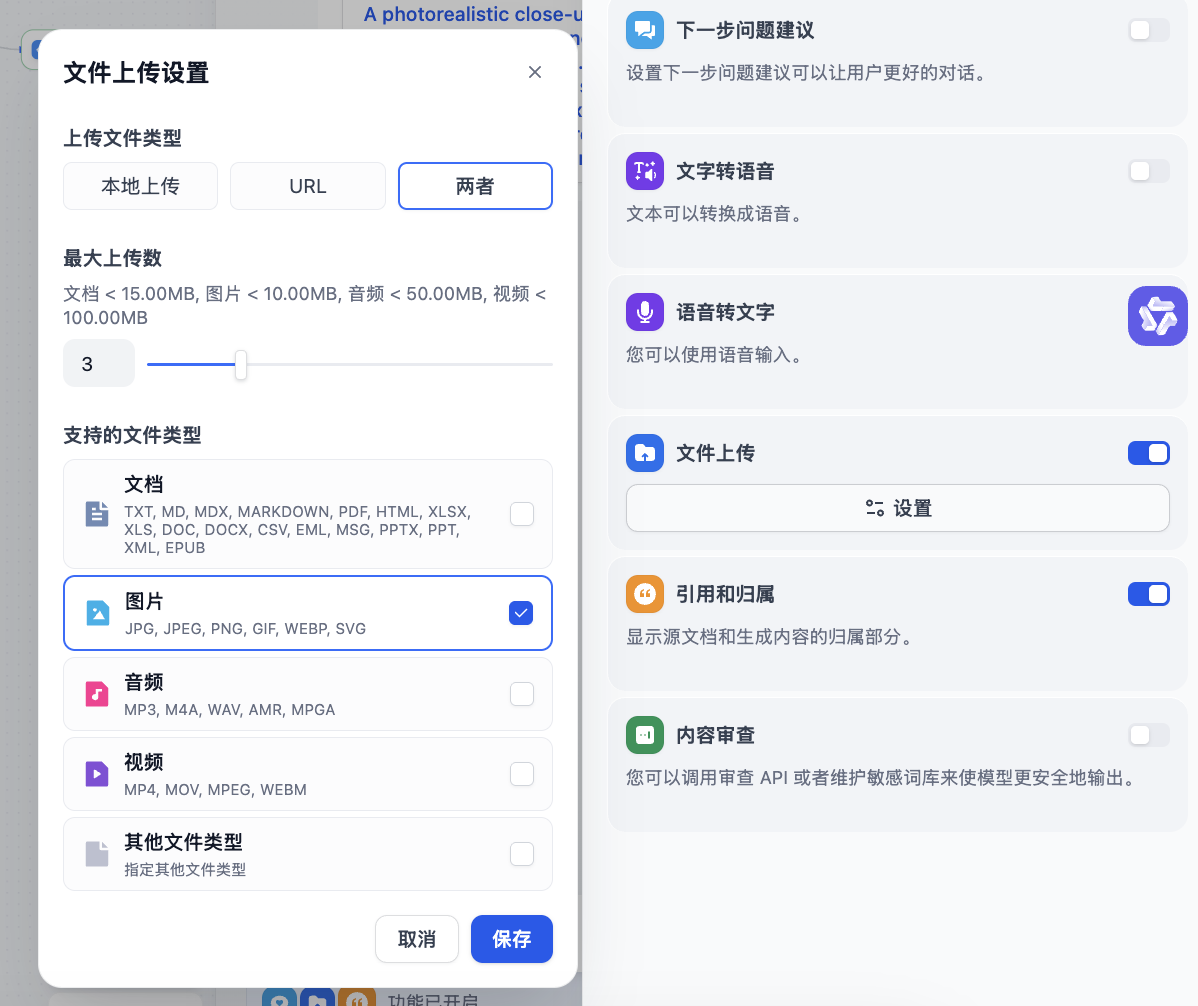 A photorealistic close-u
文件上传设置
上传文件类型
本地上传
URL
两者
最大上传数
文档 < 15.00MB, 图片 < 10.00MB, 音频 < 50.00MB, 视频 <
100.00MB
3
支持的文件类型
文档
TXT, MD, MDX, MARKDOWN, PDF, HTML, XLSX,
XLS, DOC, DOCX, CSV, EML, MSG, PPTX, PPT,
XML, EPUB
图片
JPG, JPEG, PNG, GIF, WEBP, SVG
音频
MP3, M4A, WAV, AMR, MPGA
视频
MP4, MOV, MPEG, WEBM
其他文件类型
指定其他文件类型
取消
保存
功能已开启
下一步问题建议
设置下一步问题建议可以让用户更好的对话。
文字转语音
文本可以转换成语音。
语音转文字
您可以使用语音输入。
文件上传
设置
引用和归属
显示源文档和生成内容的归属部分。
内容审查
您可以调用审查 API 或者维护敏感词库来使模型更安全地输出。